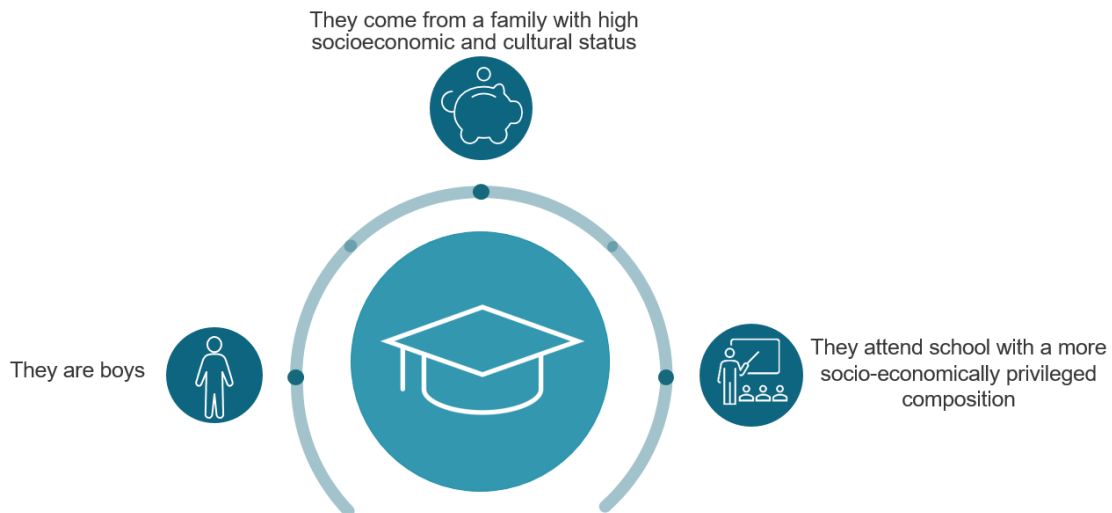 They come from a family with high
socioeconomic and cultural status
They are boys
They attend school with a more
socio-economically privileged
composition